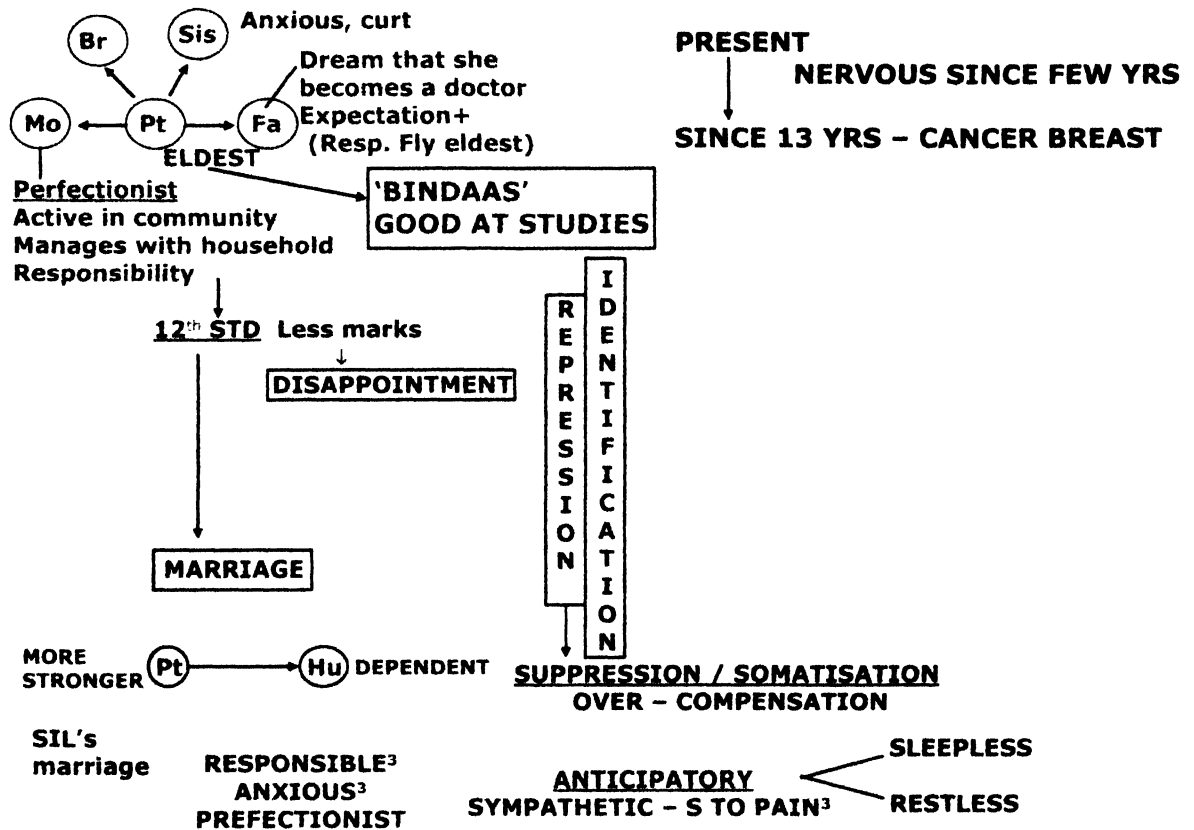 Br
Sis
Anxious, curt
Dream that she
becomes a doctor
Mo
Pt
Fa
Expectation+
(Resp. Fly eldest)
ELDEST
PRESENT
NERVOUS SINCE FEW YRS
SINCE 13 YRS – CANCER BREAST
Perfectionist
Active in community
Manages with household
Responsibility
'BINDAAS'
GOOD AT STUDIES
12th STD Less marks
DISAPPOINTMENT
REPRESSION
IDENTIFICATION
MARRIAGE
MORE
STRONGER
Pt
Hu
DEPENDENT
SUPPRESSION / SOMATISATION
OVER – COMPENSATION
SIL's
marriage
RESPONSIBLE³
ANXIOUS³
PREFECTIONIST
ANTICIPATORY
SYMPATHETIC – S TO PAIN³
SLEEPLESS
RESTLESS